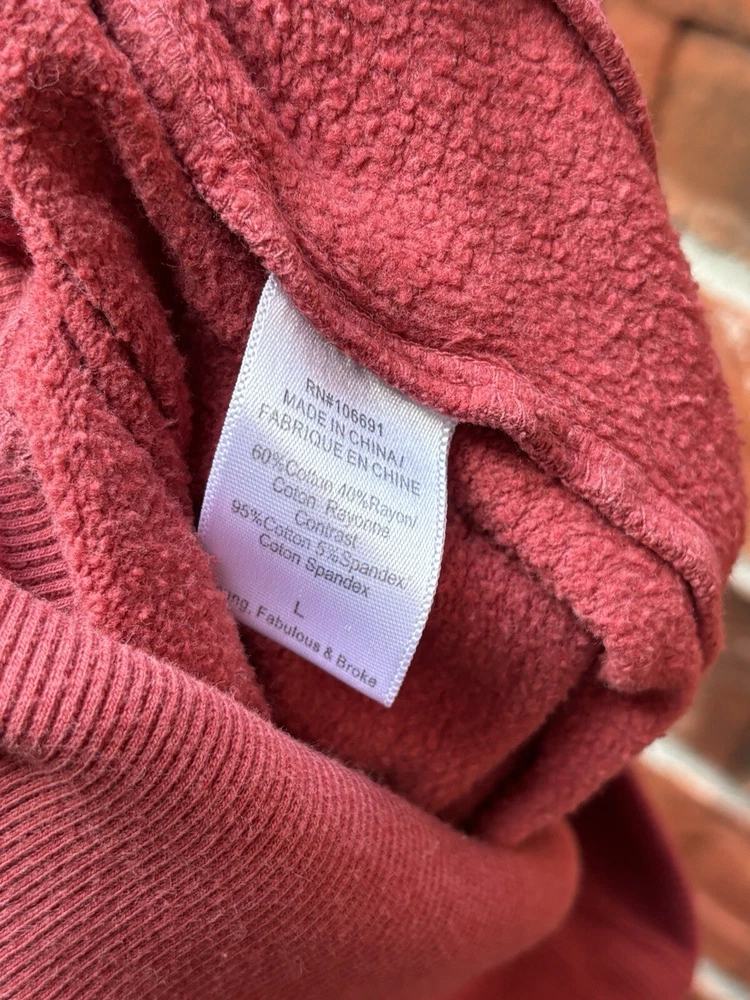 RN#106691
MADE IN CHINA/
FABRIQUE EN CHINE
60%Cotton 40%Rayon/
Coton Rayonne
Contrast
95%Cotton 5%Spandex/
Coton Spandex
L
Fabulous & Broke